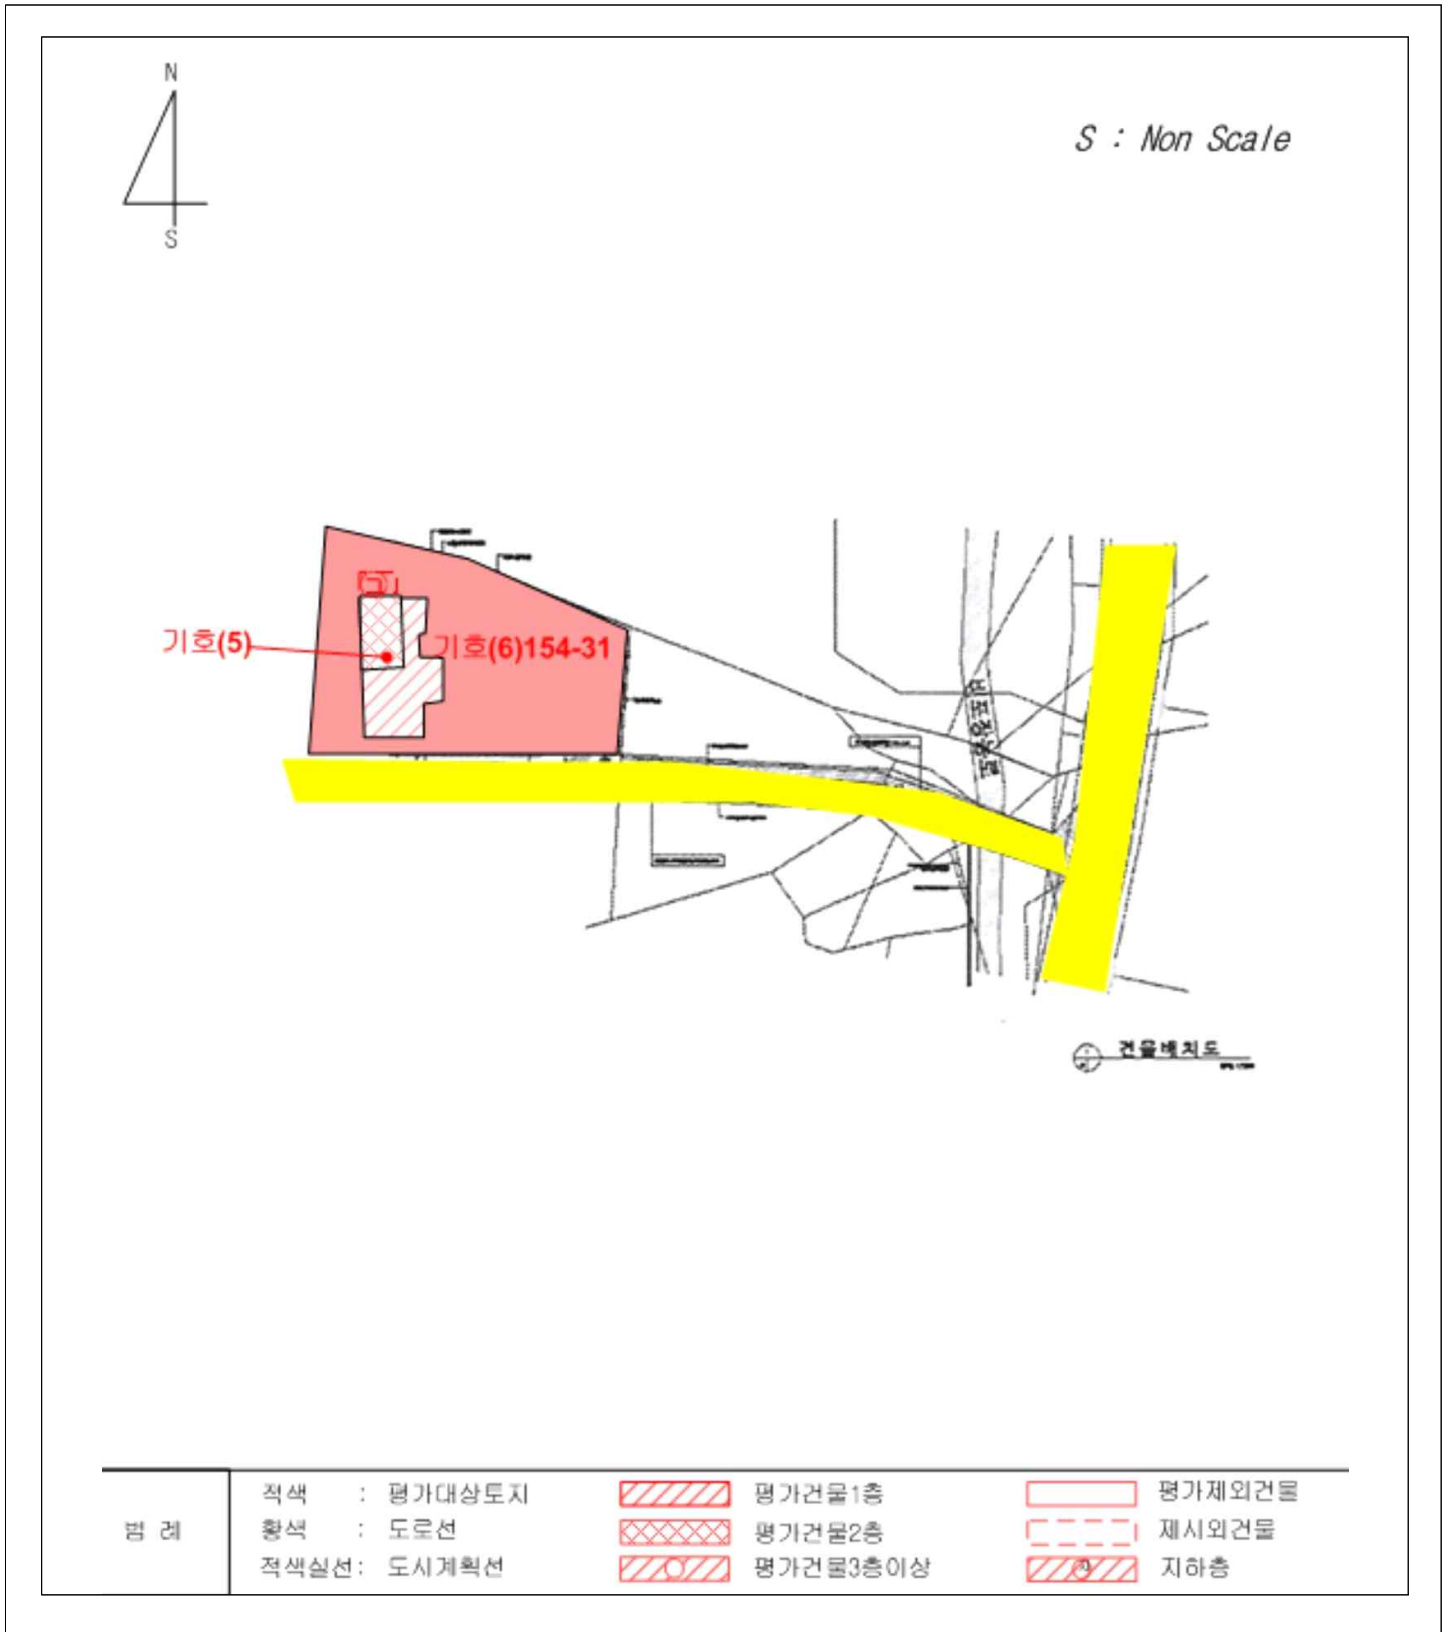 N
S
S : Non Scale
기호(5)
기호(6)154-31
건물배치도
범 례
적색 : 평가대상토지
황색 : 도로선
적색실선: 도시계획선
평가건물1층
평가건물2층
평가건물3층이상
평가제외건물
제시외건물
지하층